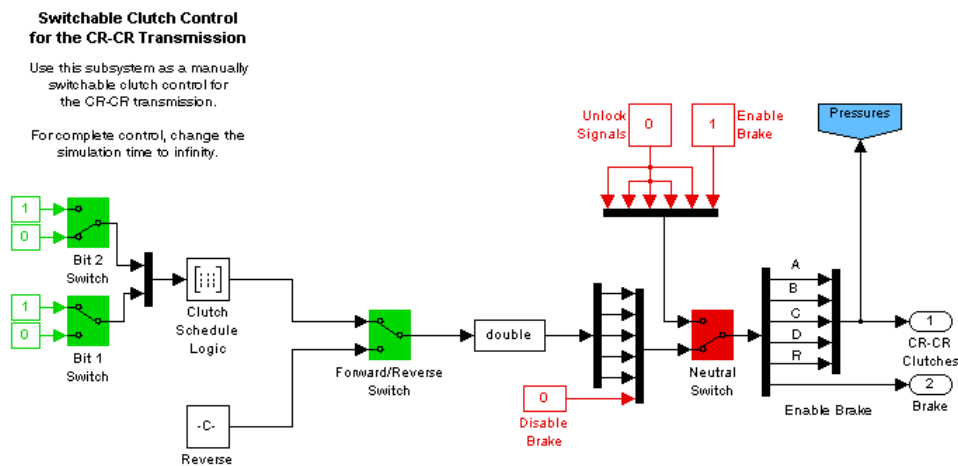 Switchable Clutch Control
for the CR-CR Transmission
Use this subsystem as a manually
switchable clutch control for
the CR-CR transmission.
For complete control, change the
simulation time to infinity.
Unlock
Signals
0
1
Enable
Brake
Pressures
1
0
Bit 2
Switch
1
0
Bit 1
Switch
Clutch
Schedule
Logic
Forward/Reverse
Switch
-C-
Reverse
double
0
Disable
Brake
Neutral
Switch
A
B
C
D
R
Enable Brake
1
CR-CR
Clutches
2
Brake